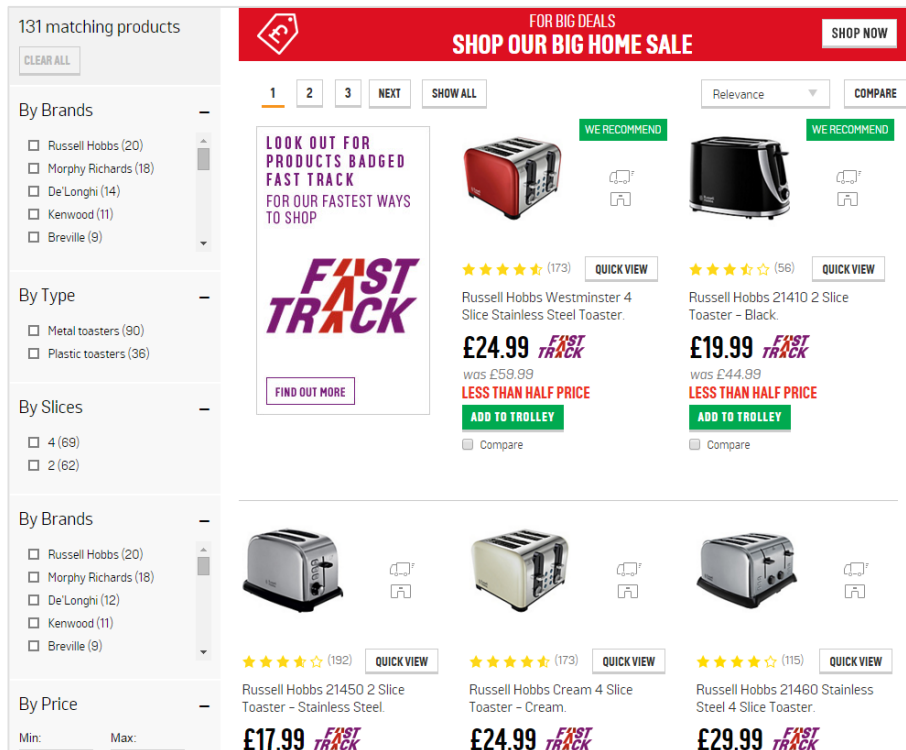 131 matching products
CLEAR ALL
By Brands
Russell Hobbs (20)
Morphy Richards (18)
De'Longhi (14)
Kenwood (11)
Breville (9)
By Type
Metal toasters (90)
Plastic toasters (36)
By Slices
4 (69)
2 (62)
By Brands
Russell Hobbs (20)
Morphy Richards (18)
De'Longhi (12)
Kenwood (11)
Breville (9)
By Price
Min:
Max:
FOR BIG DEALS
SHOP OUR BIG HOME SALE
SHOP NOW
1
2
3
NEXT
SHOW ALL
Relevance
COMPARE
LOOK OUT FOR
PRODUCTS BADGED
FAST TRACK
FOR OUR FASTEST WAYS
TO SHOP
FAST
TRACK
FIND OUT MORE
WE RECOMMEND
(173)
QUICK VIEW
Russell Hobbs Westminster 4
Slice Stainless Steel Toaster.
£24.99
FAST
TRACK
was £59.99
LESS THAN HALF PRICE
ADD TO TROLLEY
Compare
WE RECOMMEND
(56)
QUICK VIEW
Russell Hobbs 21410 2 Slice
Toaster - Black.
£19.99
FAST
TRACK
was £44.99
LESS THAN HALF PRICE
ADD TO TROLLEY
Compare
(192)
QUICK VIEW
Russell Hobbs 21450 2 Slice
Toaster - Stainless Steel.
£17.99
FAST
TRACK
(173)
QUICK VIEW
Russell Hobbs Cream 4 Slice
Toaster - Cream.
£24.99
FAST
TRACK
(115)
QUICK VIEW
Russell Hobbs 21460 Stainless
Steel 4 Slice Toaster.
£29.99
FAST
TRACK